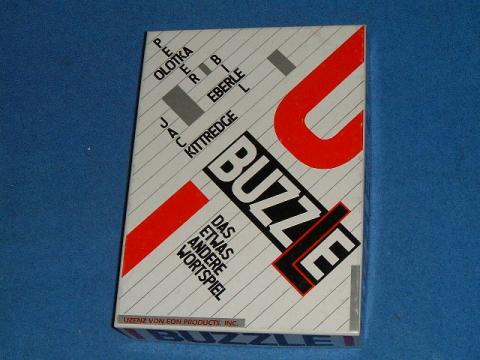 PETER
OLOTKA
BILL
EBERLE
JACK
KITTREDGE
BUZZLE
DAS
ETWAS
ANDERE
WORTSPIEL
LIZENZ VON EON PRODUCTS, INC.
BUZZLE